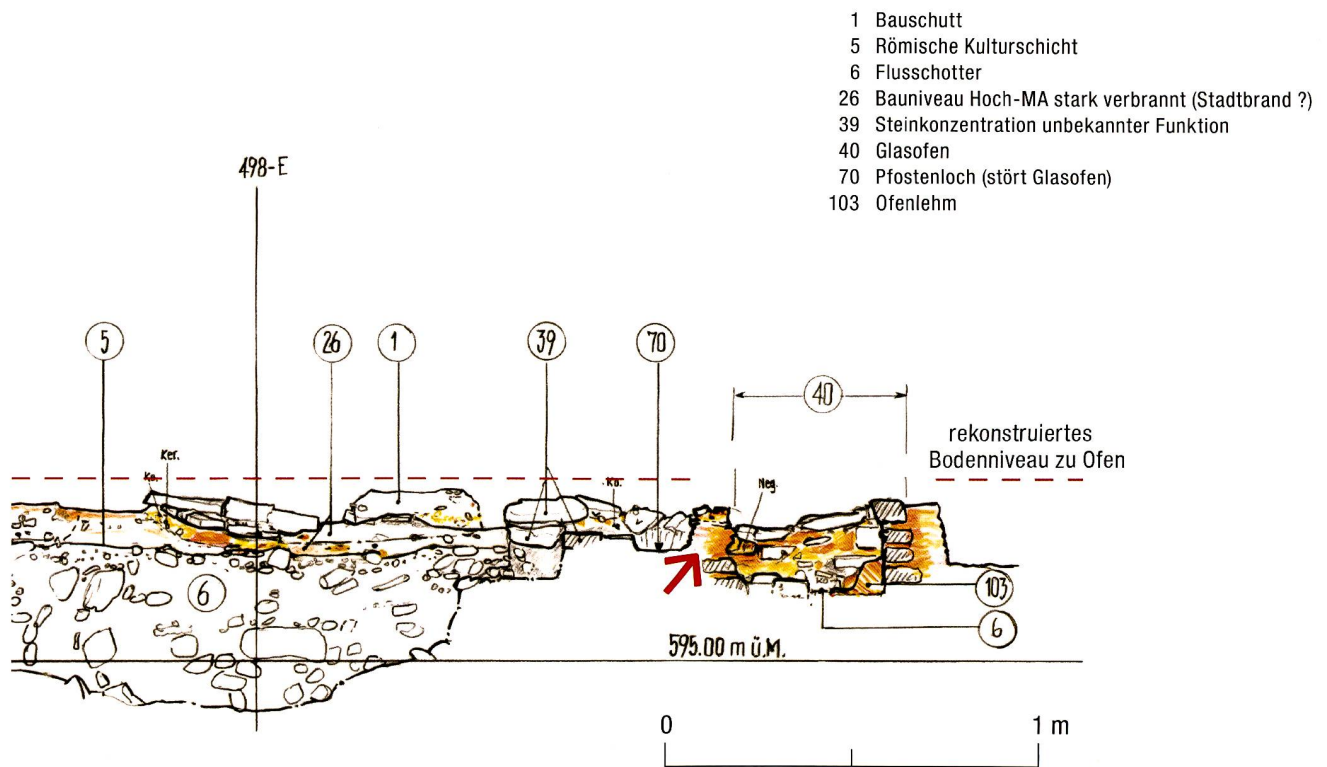 1 Bauschutt
5 Römische Kulturschicht
6 Flusschotter
26 Bauniveau Hoch-MA stark verbrannt (Stadtbrand ?)
39 Steinkonzentration unbekannter Funktion
40 Glasofen
70 Pfostenloch (stört Glasofen)
103 Ofenlehm
498-E
5
26
1
39
70
40
rekonstruiertes
Bodenniveau zu Ofen
Ker.
Ko.
Ko.
Neg.
6
103
6
595.00 m ü.M.
0
1 m